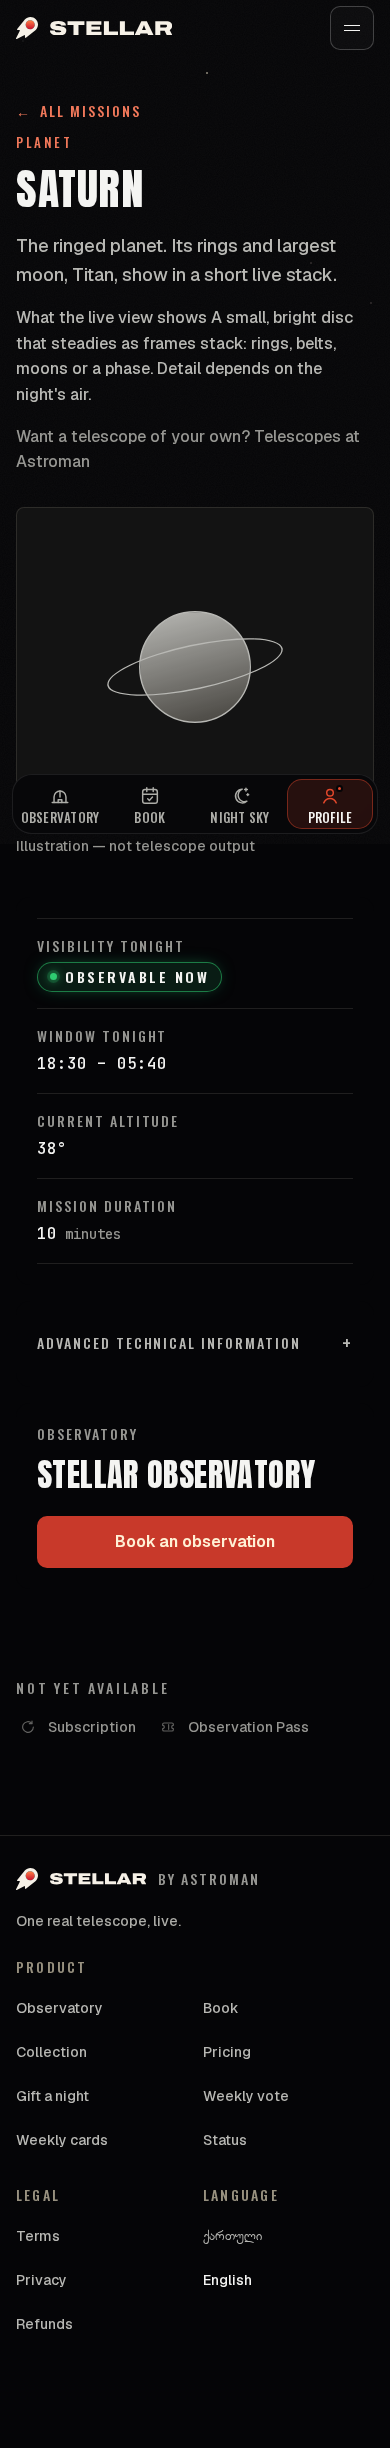 STELLAR
← ALL MISSIONS
PLANET
SATURN
The ringed planet. Its rings and largest
moon, Titan, show in a short live stack.
What the live view shows A small, bright disc
that steadies as frames stack: rings, belts,
moons or a phase. Detail depends on the
night's air.
Want a telescope of your own? Telescopes at
Astroman
OBSERVATORY BOOK NIGHT SKY PROFILE
Illustration — not telescope output
VISIBILITY TONIGHT
OBSERVABLE NOW
WINDOW TONIGHT
18:30 – 05:40
CURRENT ALTITUDE
38°
MISSION DURATION
10 minutes
ADVANCED TECHNICAL INFORMATION +
OBSERVATORY
STELLAR OBSERVATORY
Book an observation
NOT YET AVAILABLE
Subscription Observation Pass
STELLAR BY ASTROMAN
One real telescope, live.
PRODUCT
Observatory Book
Collection Pricing
Gift a night Weekly vote
Weekly cards Status
LEGAL LANGUAGE
Terms ქართული
Privacy English
Refunds